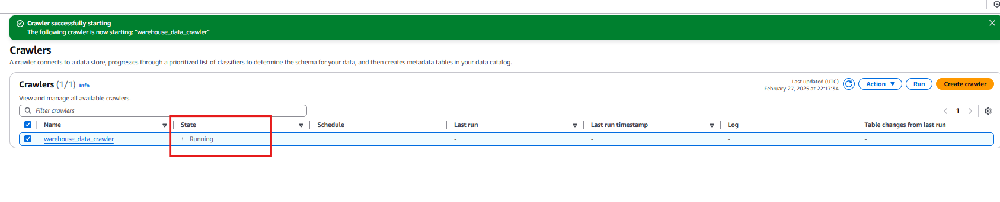 Crawler successfully starting
The following crawler is now starting: "warehouse_data_crawler"
Crawlers
A crawler connects to a data store, progresses through a prioritized list of classifiers to determine the schema for your data, and then creates metadata tables in your data catalog.
Crawlers (1/1) Info
Last updated (UTC)
February 27, 2025 at 22:17:34
Action
Run
Create crawler
View and manage all available crawlers.
Filter crawlers
1
Name State Schedule Last run Last run timestamp Log Table changes from last run
warehouse_data_crawler Running - - - -